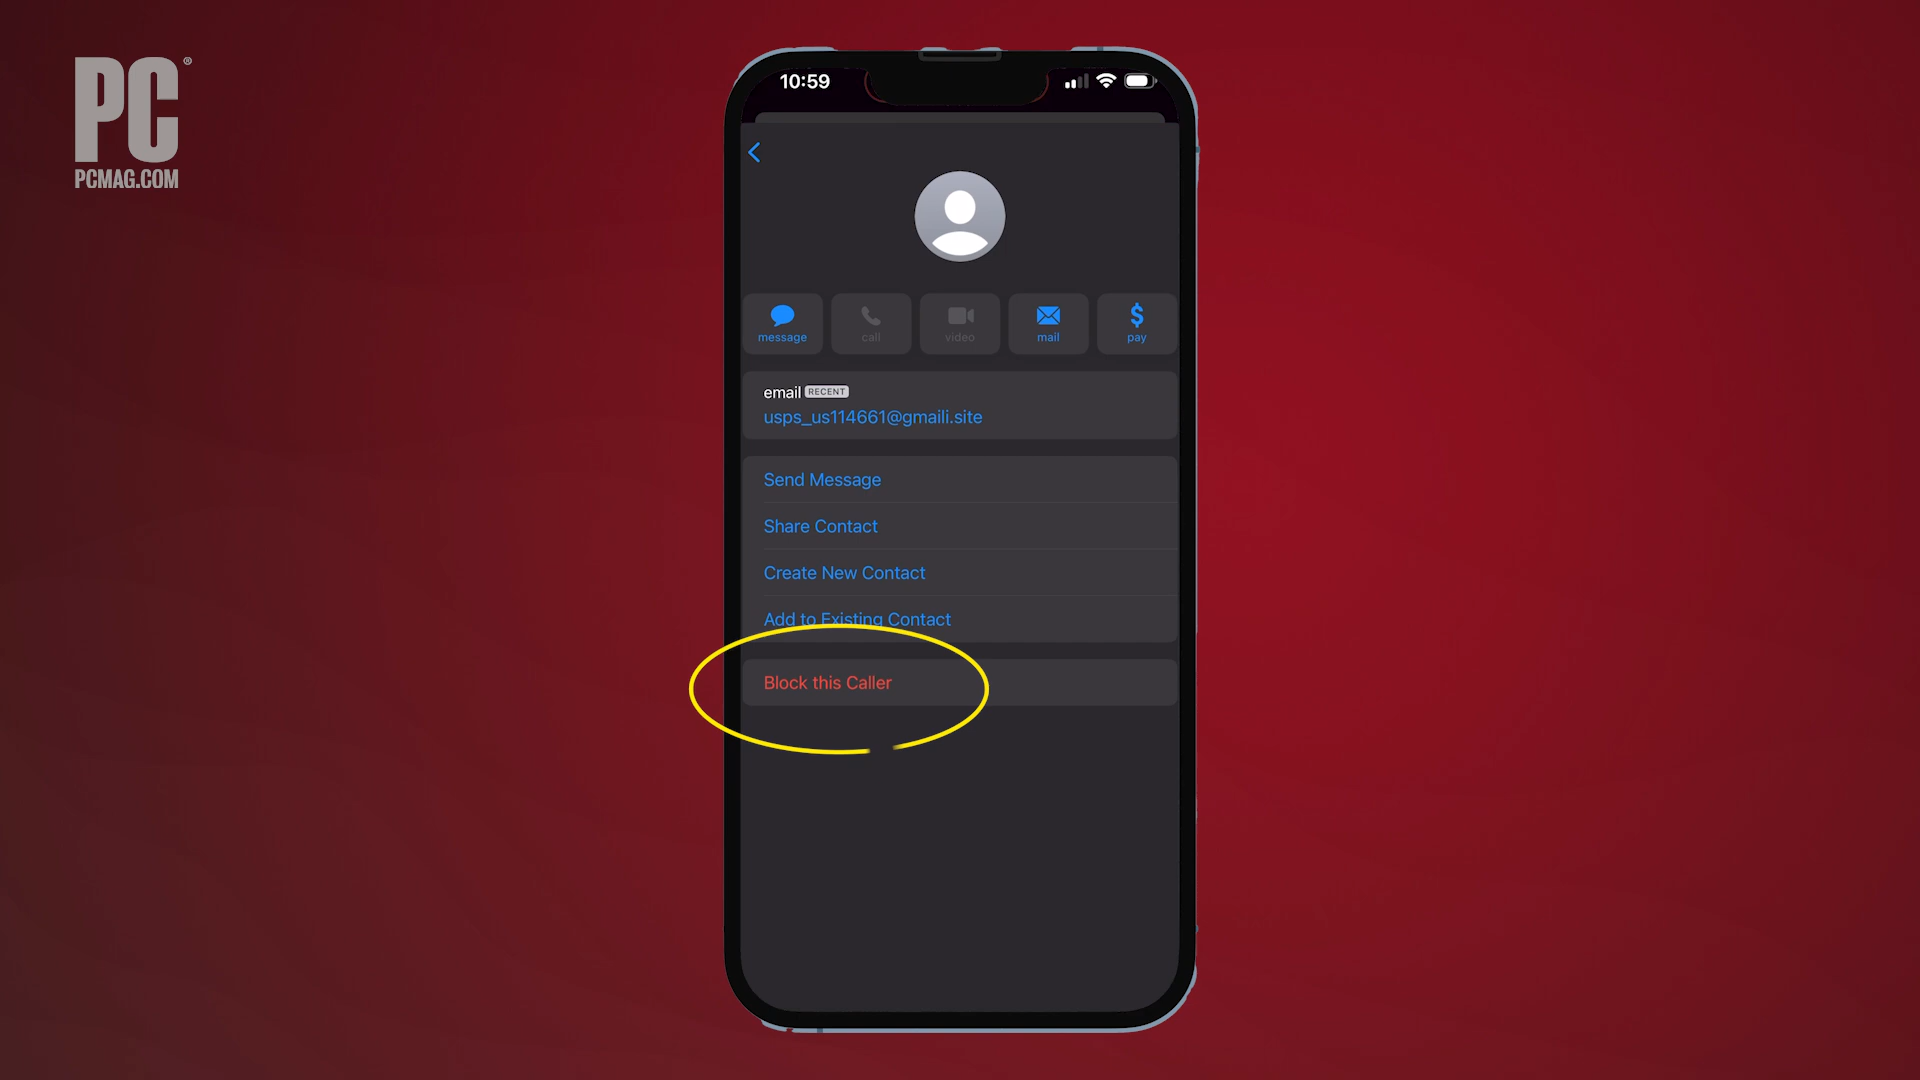 PC®
PCMAG.COM
10:59
message
call
video
mail
pay
email RECENT
usps_us114661@gmaili.site
Send Message
Share Contact
Create New Contact
Add to Existing Contact
Block this Caller